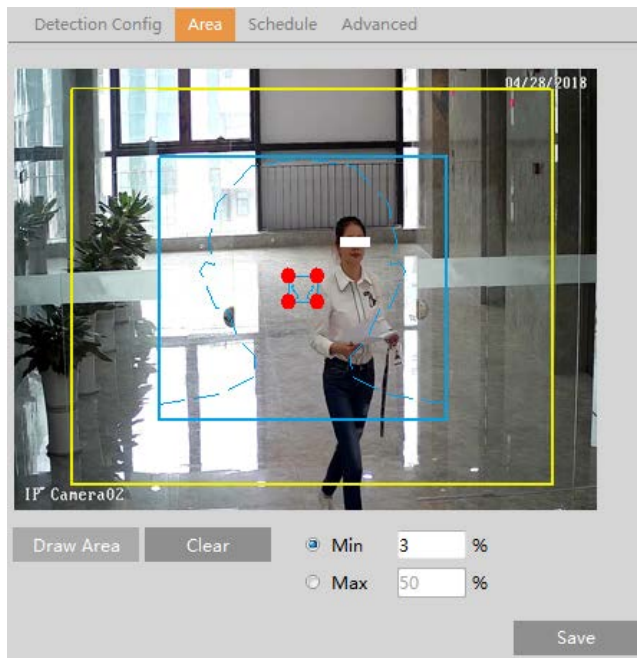 Detection Config Area Schedule Advanced
04/28/2018
IP Camera02
Draw Area Clear Min 3 %
Max 50 %
Save